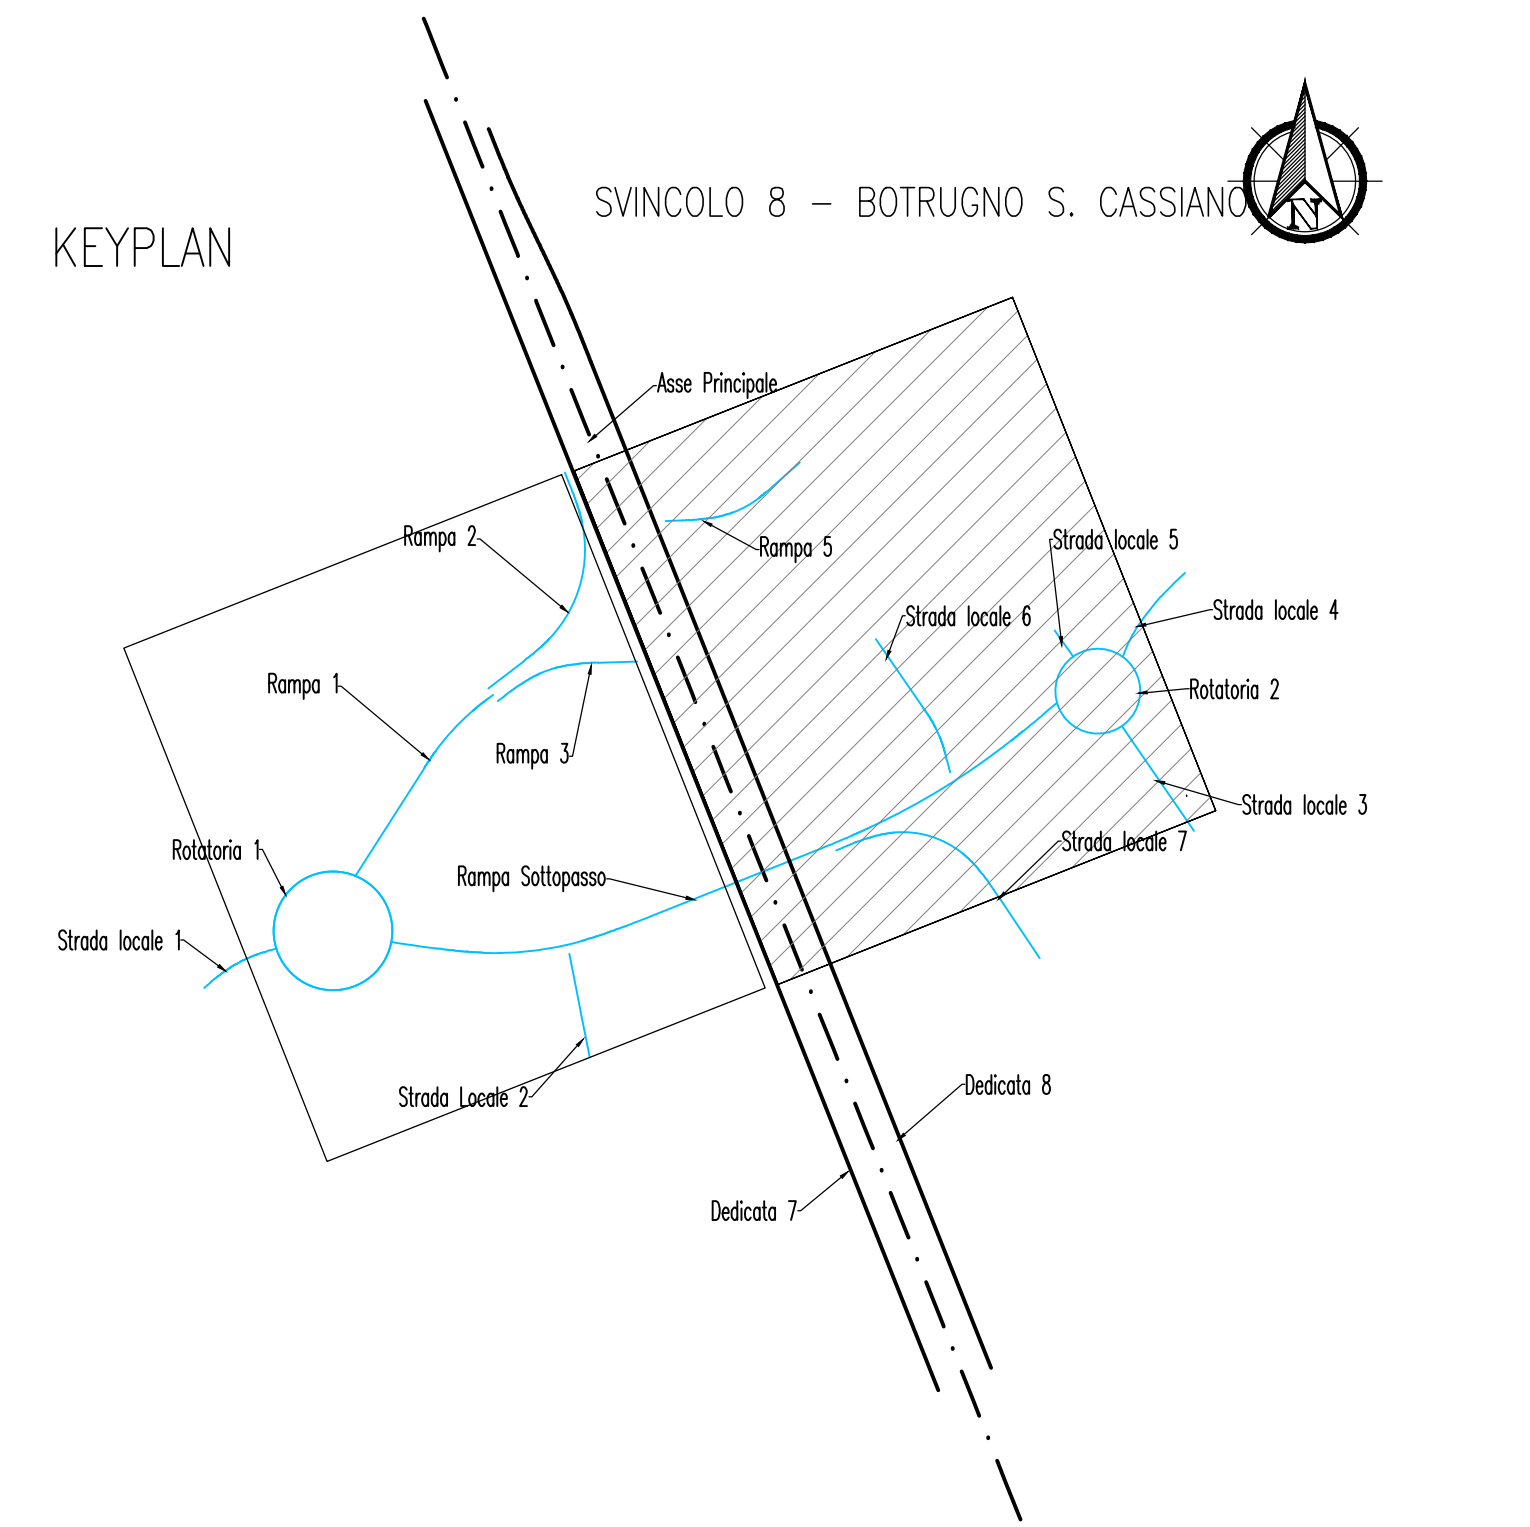 SVINCOLO 8 - BOTRUGNO S. CASSIANO
N
KEYPLAN
Asse Principale
Rampa 2
Rampa 5
Strada locale 5
Strada locale 6
Strada locale 4
Rampa 1
Rotatoria 2
Rampa 3
Strada locale 3
Rotatoria 1
Strada locale 7
Rampa Sottopasso
Strada locale 1
Strada Locale 2
Dedicata 8
Dedicata 7